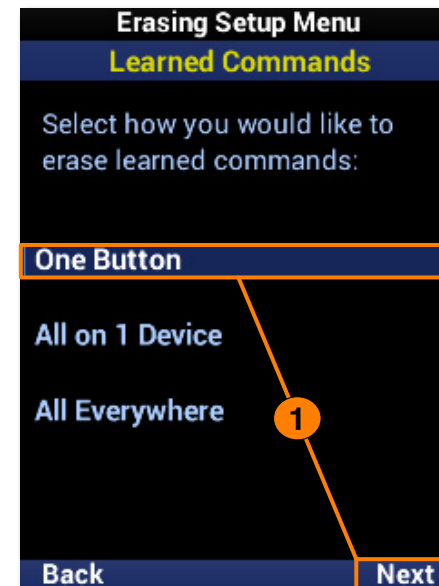 Erasing Setup Menu
Learned Commands
Select how you would like to
erase learned commands:
One Button
All on 1 Device
All Everywhere
1
Back Next